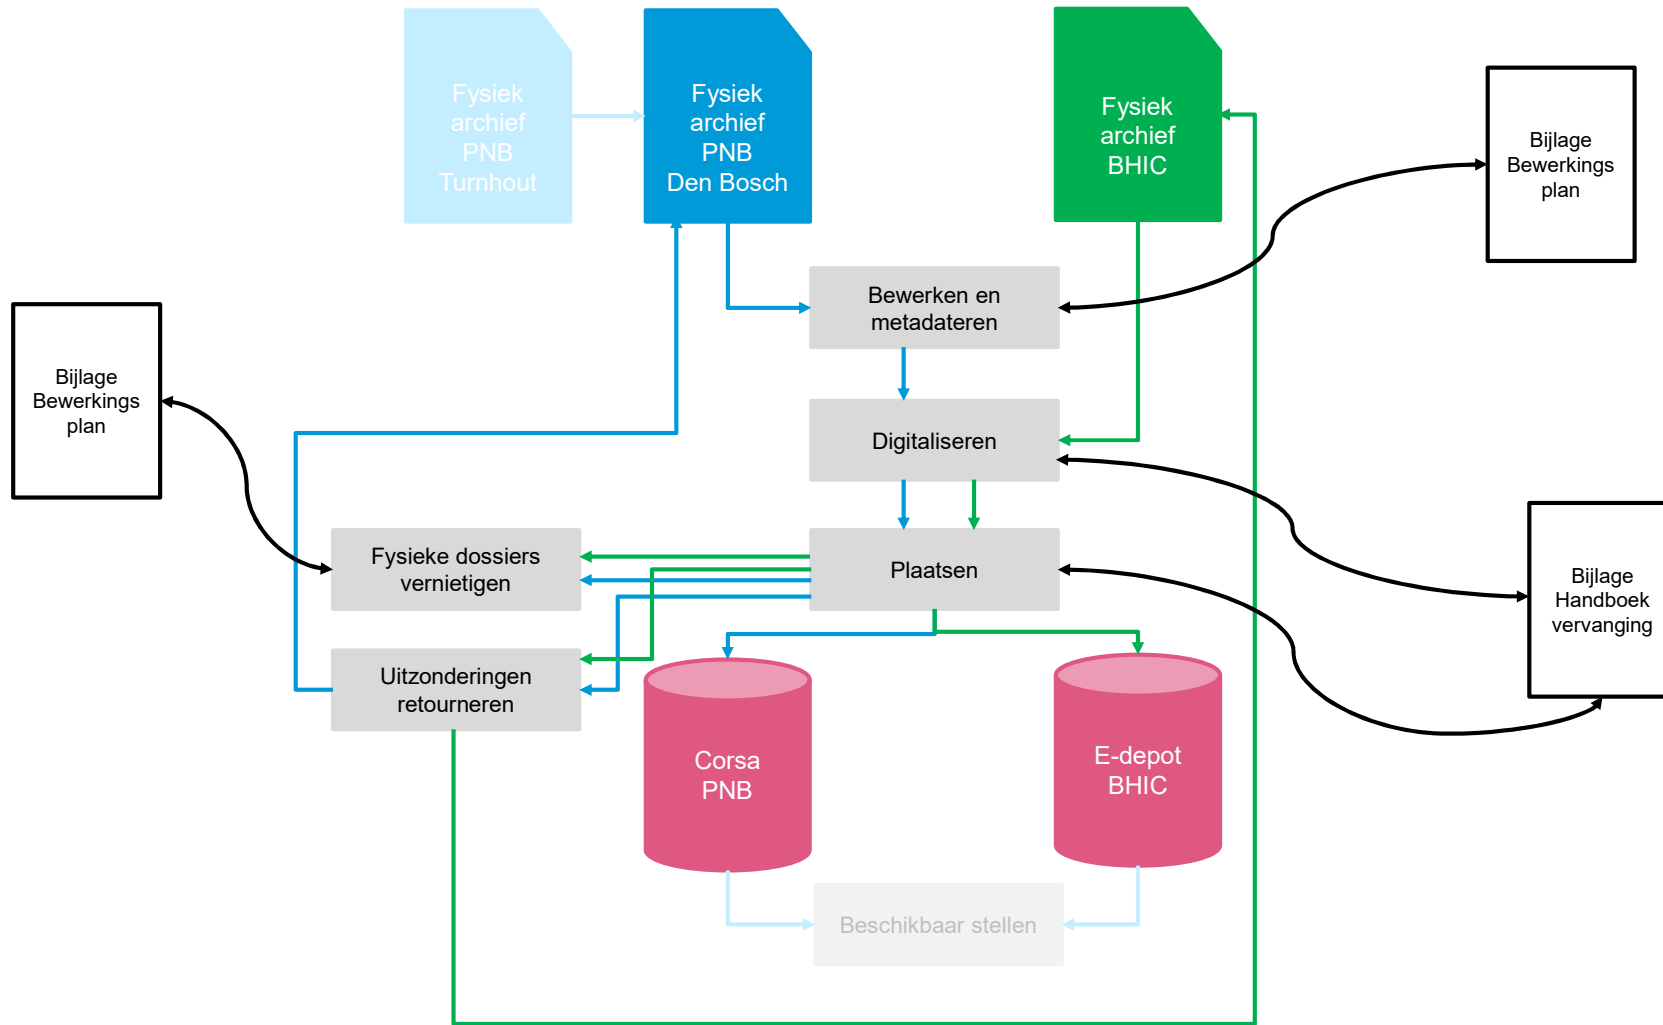 Fysiek
archief
PNB
Turnhout
Fysiek
archief
PNB
Den Bosch
Fysiek
archief
BHIC
Bijlage
Bewerkings
plan
Bewerken en
metadateren
Bijlage
Bewerkings
plan
Digitaliseren
Fysieke dossiers
vernietigen
Plaatsen
Bijlage
Handboek
vervanging
Uitzonderingen
retourneren
Corsa
PNB
E-depot
BHIC
Beschikbaar stellen